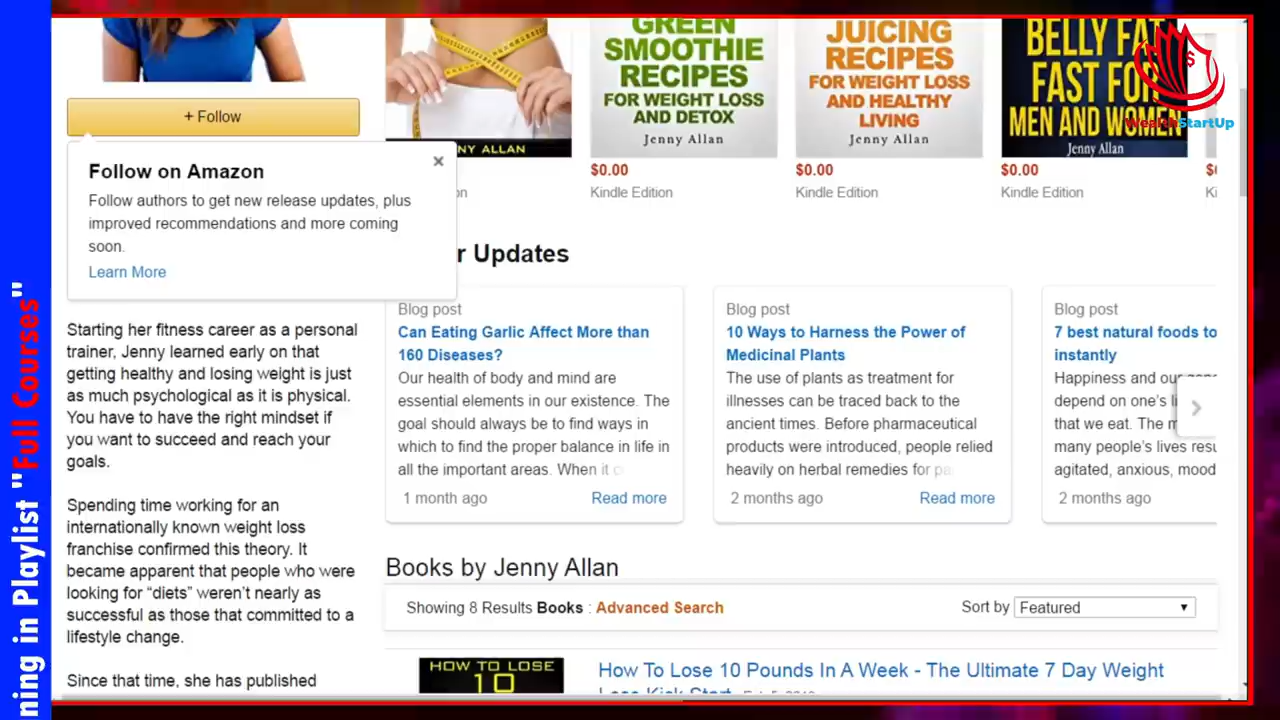 ning in Playlist "Full Courses"
+ Follow
Follow on Amazon
Follow authors to get new release updates, plus
improved recommendations and more coming
soon.
Learn More
Starting her fitness career as a personal
trainer, Jenny learned early on that
getting healthy and losing weight is just
as much psychological as it is physical.
You have to have the right mindset if
you want to succeed and reach your
goals.
Spending time working for an
internationally known weight loss
franchise confirmed this theory. It
became apparent that people who were
looking for “diets” weren’t nearly as
successful as those that committed to a
lifestyle change.
Since that time, she has published
NY ALLAN
on
GREEN
SMOOTHIE
RECIPES
FOR WEIGHT LOSS
AND DETOX
Jenny Allan
$0.00
Kindle Edition
JUICING
RECIPES
FOR WEIGHT LOSS
AND HEALTHY
LIVING
Jenny Allan
$0.00
Kindle Edition
BELLY FAT
FAST FOR
MEN AND WOMEN
Jenny Allan
$0.00
Kindle Edition
$
Ki
WealthStartUp
r Updates
Blog post
Can Eating Garlic Affect More than
160 Diseases?
Our health of body and mind are
essential elements in our existence. The
goal should always be to find ways in
which to find the proper balance in life in
all the important areas. When it c
1 month ago
Read more
Blog post
10 Ways to Harness the Power of
Medicinal Plants
The use of plants as treatment for
illnesses can be traced back to the
ancient times. Before pharmaceutical
products were introduced, people relied
heavily on herbal remedies for pa
2 months ago
Read more
Blog post
7 best natural foods to
instantly
Happiness and our
depend on one’s li
that we eat. The m
many people’s lives resu
agitated, anxious, mood
2 months ago
Books by Jenny Allan
Showing 8 Results Books : Advanced Search
Sort by Featured
HOW TO LOSE
10
How To Lose 10 Pounds In A Week - The Ultimate 7 Day Weight
Loss Kick Start